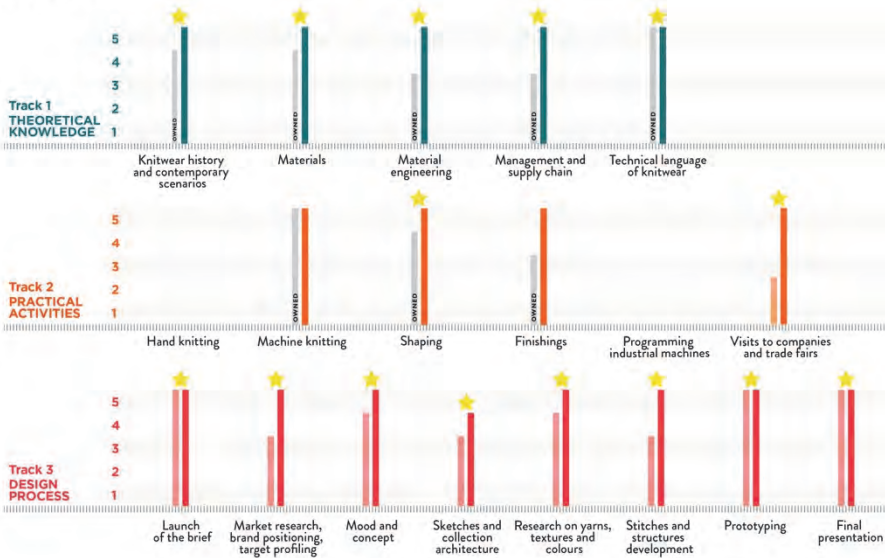 5
4
3
Track 1
2
THEORETICAL
KNOWLEDGE
1
OWNED
OWNED
OWNED
OWNED
OWNED
Knitwear history
and contemporary
scenarios
Materials
Material
engineering
Management and
supply chain
Technical language
of knitwear
5
4
3
Track 2
2
PRACTICAL
ACTIVITIES
1
OWNED
OWNED
OWNED
Hand knitting
Machine knitting
Shaping
Finishings
Programming
industrial machines
Visits to companies
and trade fairs
5
4
3
Track 3
2
DESIGN
PROCESS
1
Launch
of the brief
Market research,
brand positioning,
target profiling
Mood and
concept
Sketches and
collection
architecture
Research on yarns,
textures and
colours
Stitches and
structures
development
Prototyping
Final
presentation